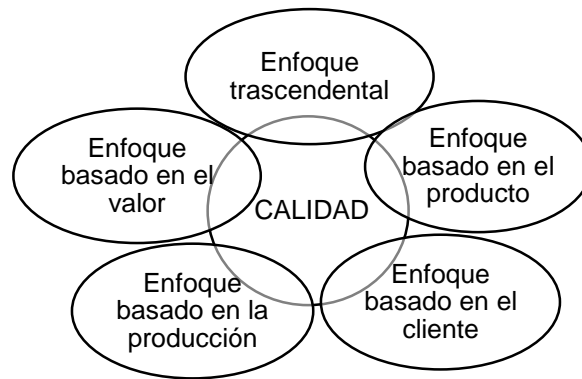 Enfoque
trascendental
Enfoque
basado en el
valor
Enfoque
basado en el
producto
CALIDAD
Enfoque
basado en la
producción
Enfoque
basado en el
cliente